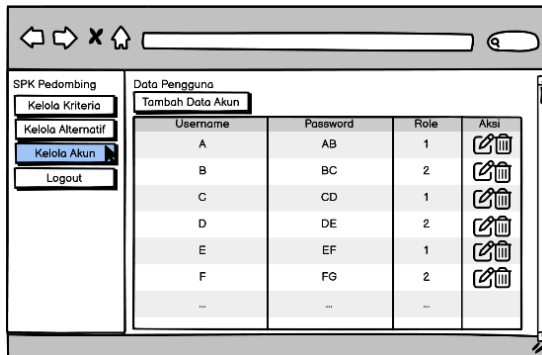 SPK Pedombing
Kelola Kriteria
Kelola Alternatif
Kelola Akun
Logout
Data Pengguna
Tambah Data Akun
Username Password Role Aksi
A AB 1
B BC 2
C CD 1
D DE 2
E EF 1
F FG 2
... ... ...